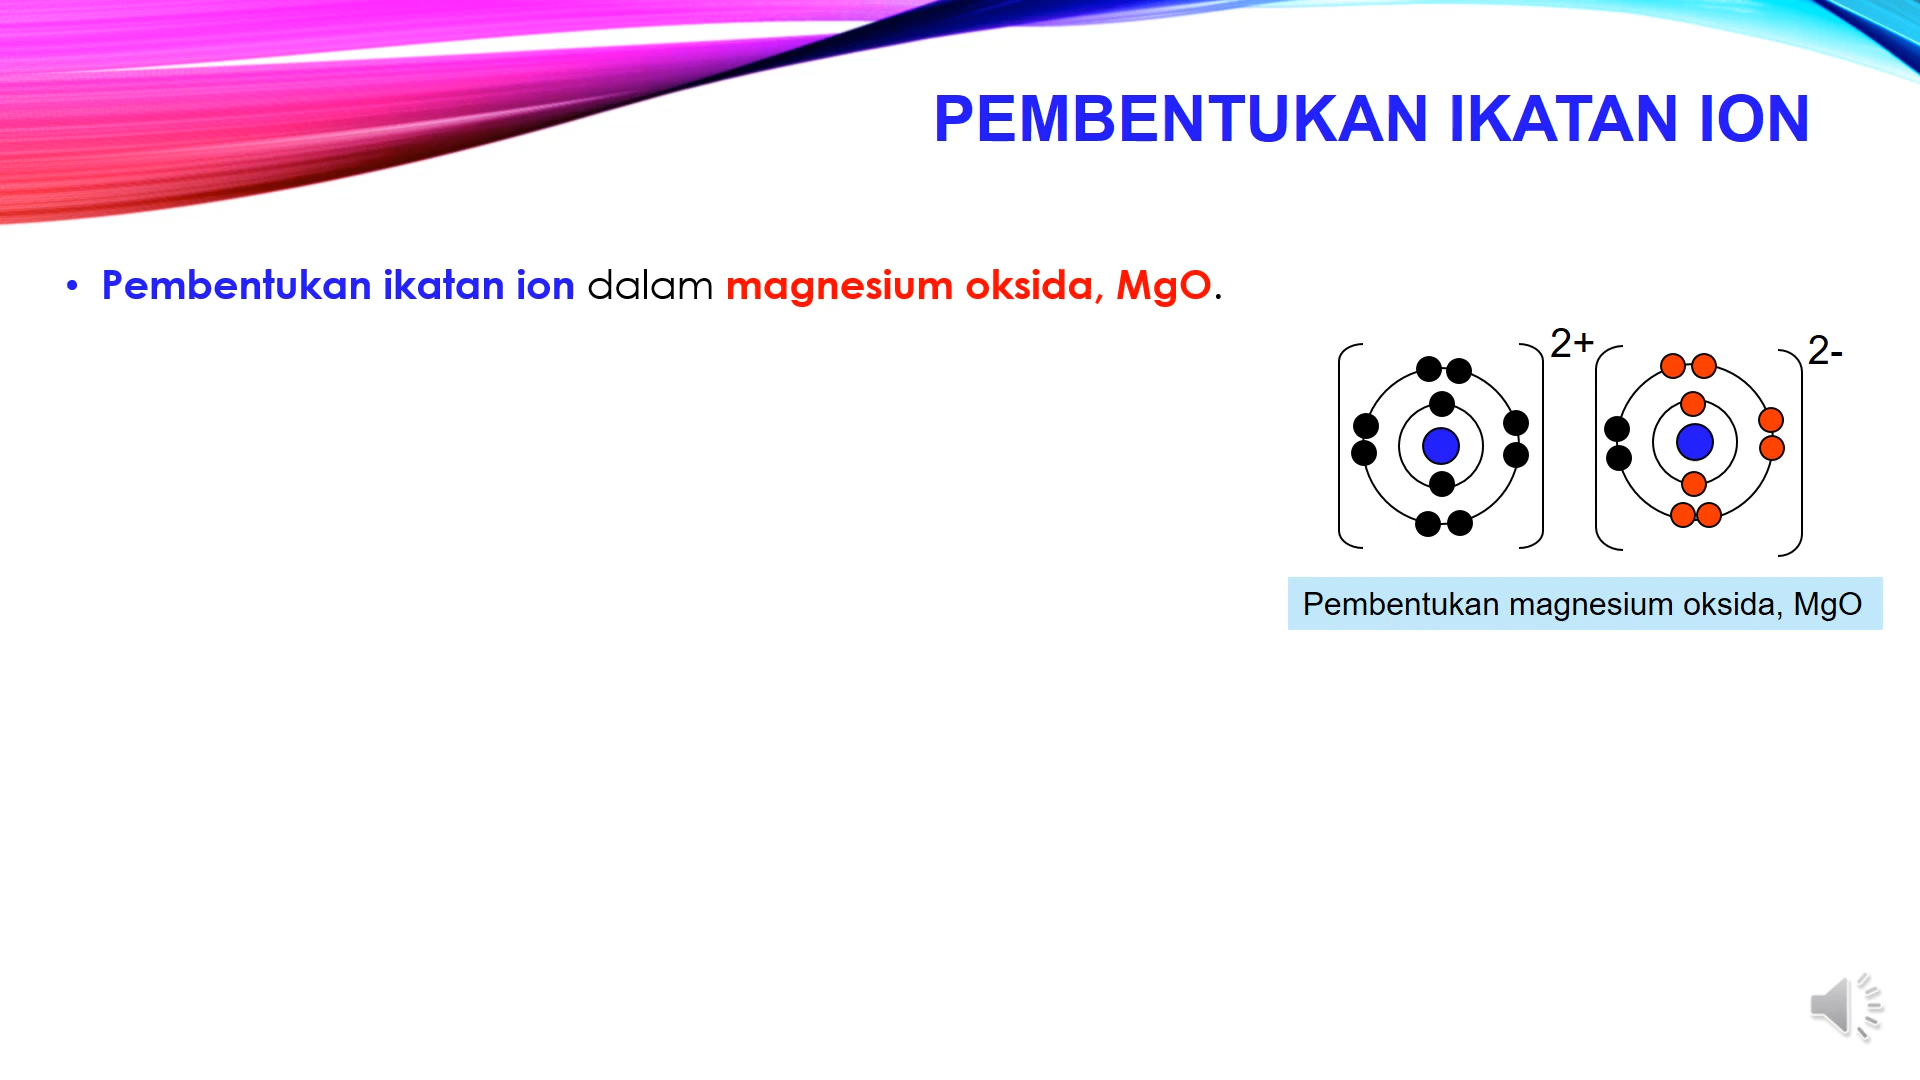 PEMBENTUKAN IKATAN ION
• Pembentukan ikatan ion dalam magnesium oksida, MgO.
2+
2-
Pembentukan magnesium oksida, MgO